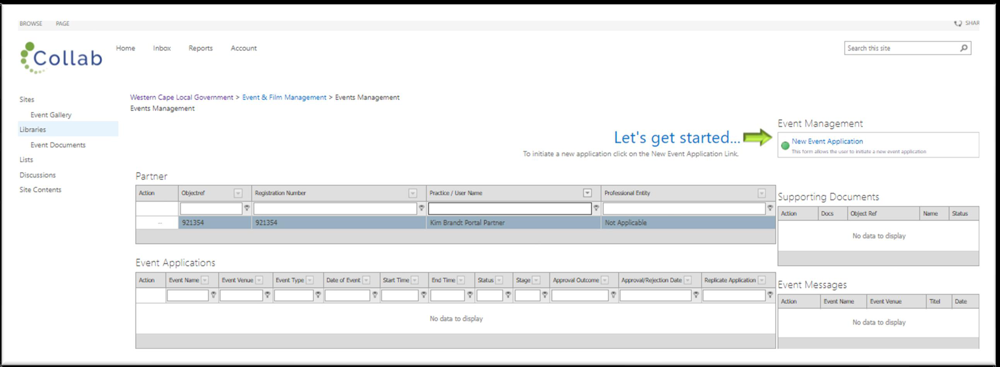 BROWSE PAGE SHAR
Collab
Home Inbox Reports Account
Search this site
Sites
Event Gallery
Libraries
Event Documents
Lists
Discussions
Site Contents
Western Cape Local Government > Event & Film Management > Events Management
Events Management
Let's get started...
To initiate a new application click on the New Event Application Link.
Event Management
New Event Application
This form allows the user to initiate a new event application
Partner
Action Objectref Registration Number Practice / User Name Professional Entity
... 921354 921354 Kim Brandt Portal Partner Not Applicable
Supporting Documents
Action Docs Object Ref Name Status
No data to display
Event Applications
Action Event Name Event Venue Event Type Date of Event Start Time End Time Status Stage Approval Outcome Approval/Rejection Date Replicate Application
No data to display
Event Messages
Action Event Name Event Venue Titel Date
No data to display